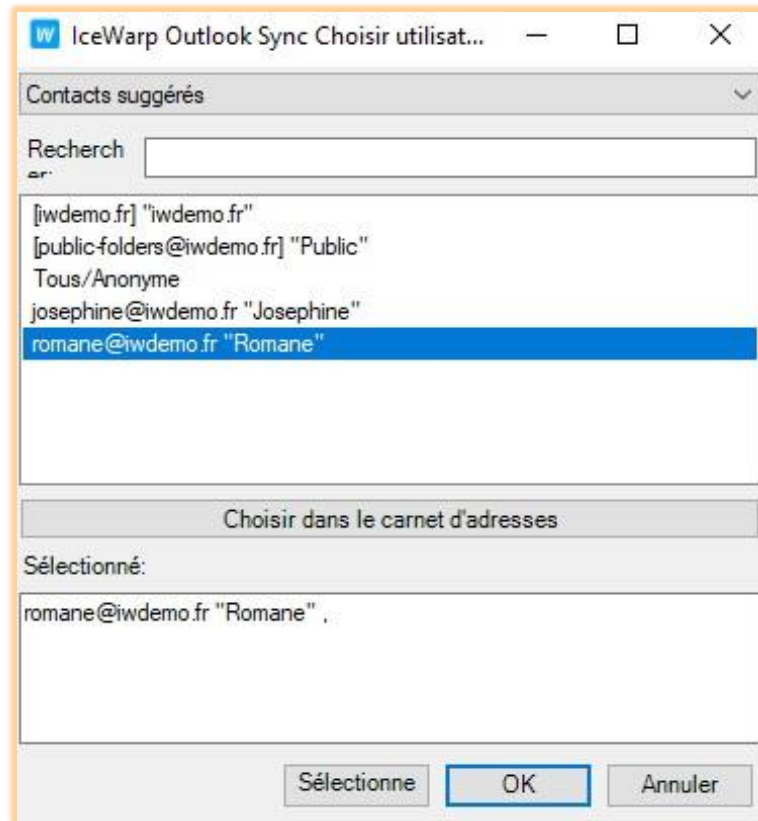 W IceWarp Outlook Sync Choisir utilisat...
Contacts suggérés
Recherch
er:
[iwdemo.fr] "iwdemo.fr"
[public-folders@iwdemo.fr] "Public"
Tous/Anonyme
josephine@iwdemo.fr "Josephine"
romane@iwdemo.fr "Romane"
Choisir dans le carnet d'adresses
Sélectionné:
romane@iwdemo.fr "Romane" ,
Sélectionne OK Annuler